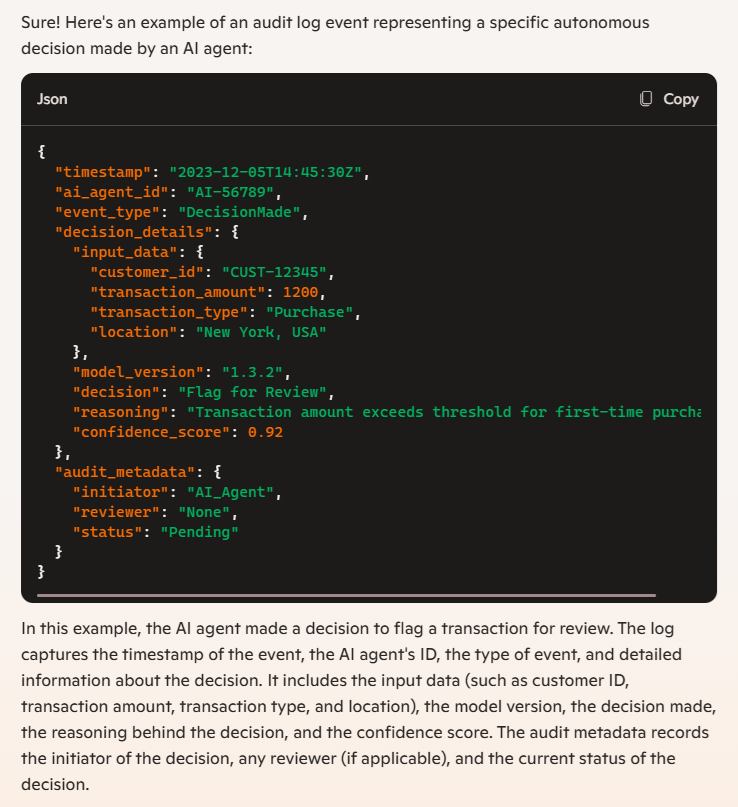 Sure! Here's an example of an audit log event representing a specific autonomous
decision made by an AI agent:
Json
Copy
{
  "timestamp": "2023-12-05T14:45:30Z",
  "ai_agent_id": "AI-56789",
  "event_type": "DecisionMade",
  "decision_details": {
    "input_data": {
      "customer_id": "CUST-12345",
      "transaction_amount": 1200,
      "transaction_type": "Purchase",
      "location": "New York, USA"
    },
    "model_version": "1.3.2",
    "decision": "Flag for Review",
    "reasoning": "Transaction amount exceeds threshold for first-time purcha
    "confidence_score": 0.92
  },
  "audit_metadata": {
    "initiator": "AI_Agent",
    "reviewer": "None",
    "status": "Pending"
  }
}
In this example, the AI agent made a decision to flag a transaction for review. The log
captures the timestamp of the event, the AI agent's ID, the type of event, and detailed
information about the decision. It includes the input data (such as customer ID,
transaction amount, transaction type, and location), the model version, the decision made,
the reasoning behind the decision, and the confidence score. The audit metadata records
the initiator of the decision, any reviewer (if applicable), and the current status of the
decision.